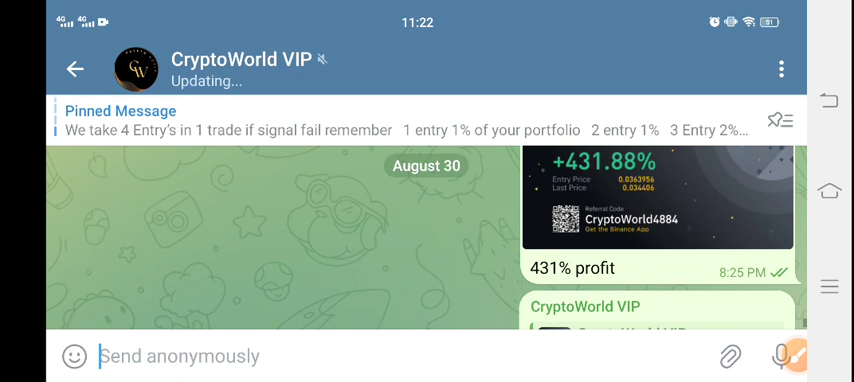 4G 4G 11:22 51
CryptoWorld VIP
Updating...
Pinned Message
We take 4 Entry's in 1 trade if signal fail remember 1 entry 1% of your portfolio 2 entry 1% 3 Entry 2%...
August 30
+431.88%
Entry Price 0.0363956
Last Price 0.034406
Referral Code
CryptoWorld4884
Get the Binance App
431% profit
8:25 PM
CryptoWorld VIP
Send anonymously